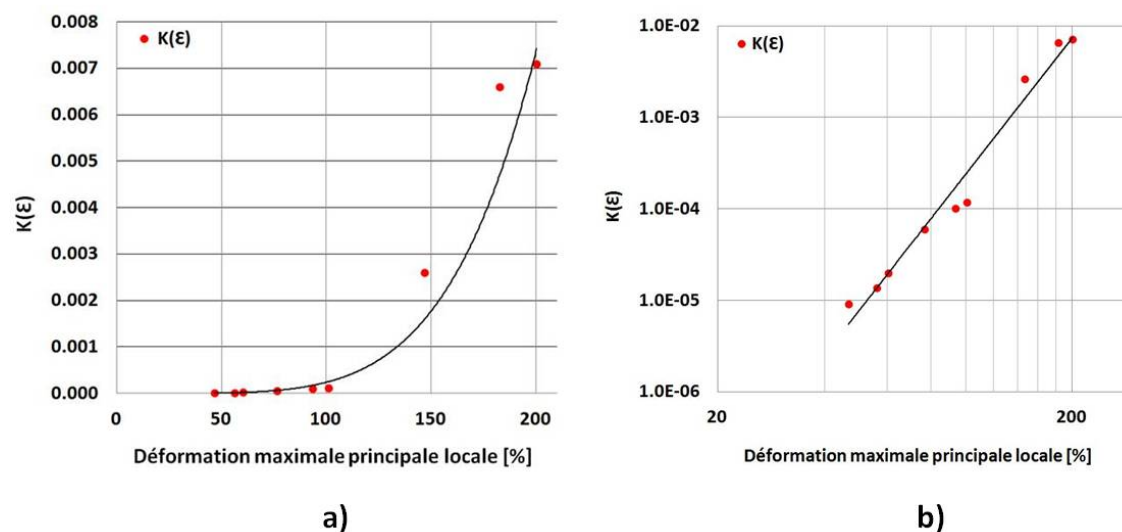 0.008
0.007
0.006
0.005
0.004
0.003
0.002
0.001
0.000
K(Ɛ)
K(Ɛ)
0 50 100 150 200
Déformation maximale principale locale [%]
a)
1.0E-02
1.0E-03
1.0E-04
1.0E-05
1.0E-06
K(Ɛ)
K(Ɛ)
20 200
Déformation maximale principale locale [%]
b)